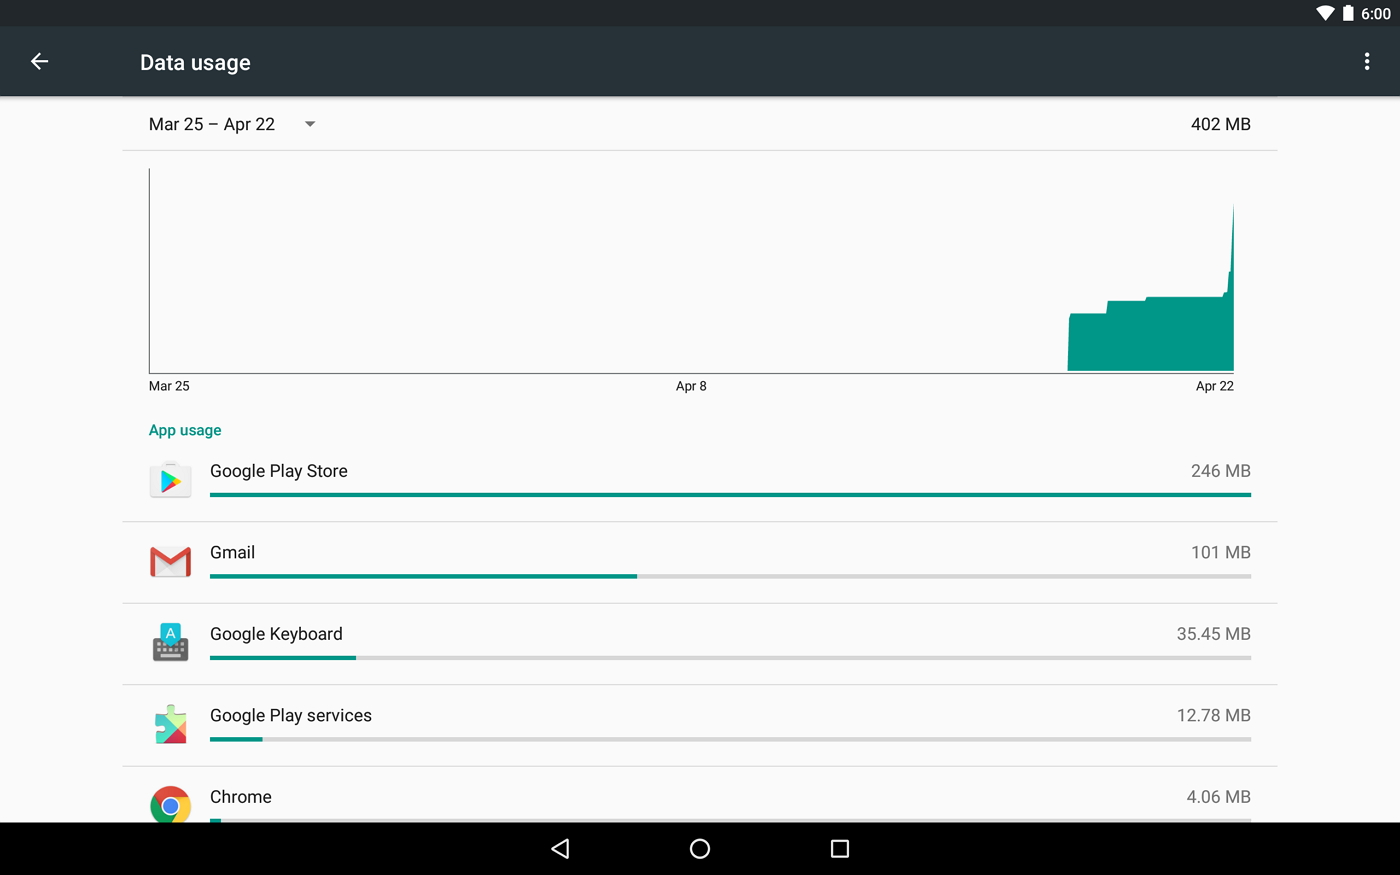 6:00
Data usage
Mar 25 – Apr 22 402 MB
Mar 25 Apr 8 Apr 22
App usage
Google Play Store 246 MB
Gmail 101 MB
A
Google Keyboard 35.45 MB
Google Play services 12.78 MB
Chrome 4.06 MB